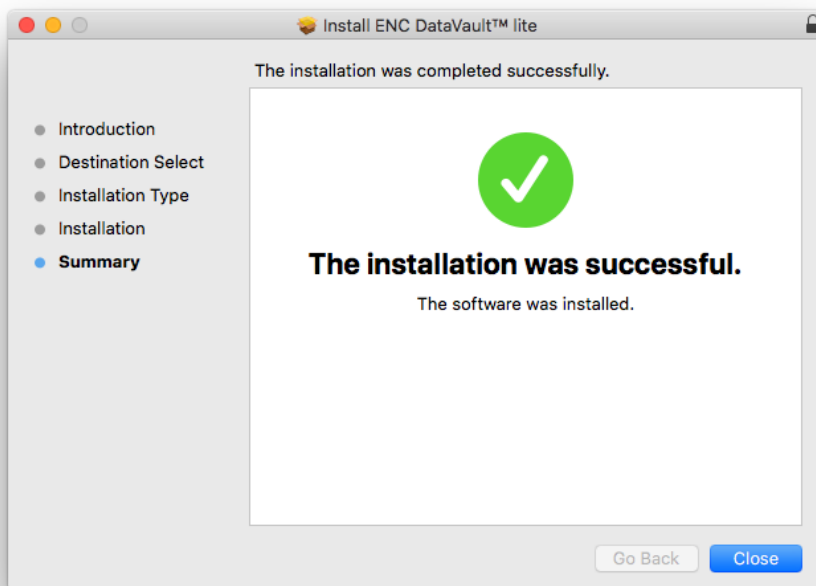 Install ENC DataVault™ lite
The installation was completed successfully.
Introduction
Destination Select
Installation Type
Installation
Summary
The installation was successful.
The software was installed.
Go Back
Close